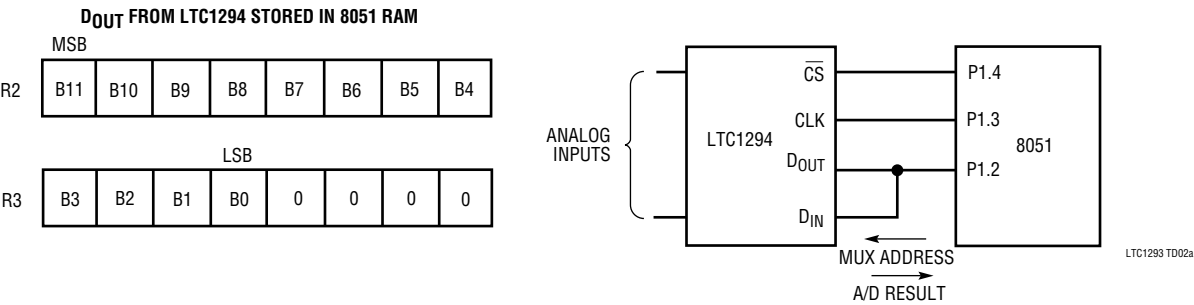 DOUT FROM LTC1294 STORED IN 8051 RAM
MSB
R2 B11 B10 B9 B8 B7 B6 B5 B4
LSB
R3 B3 B2 B1 B0 0 0 0 0
ANALOG
INPUTS
LTC1294
CS
CLK
DOUT
DIN
P1.4
P1.3
P1.2
8051
MUX ADDRESS
A/D RESULT
LTC1293 TD02a